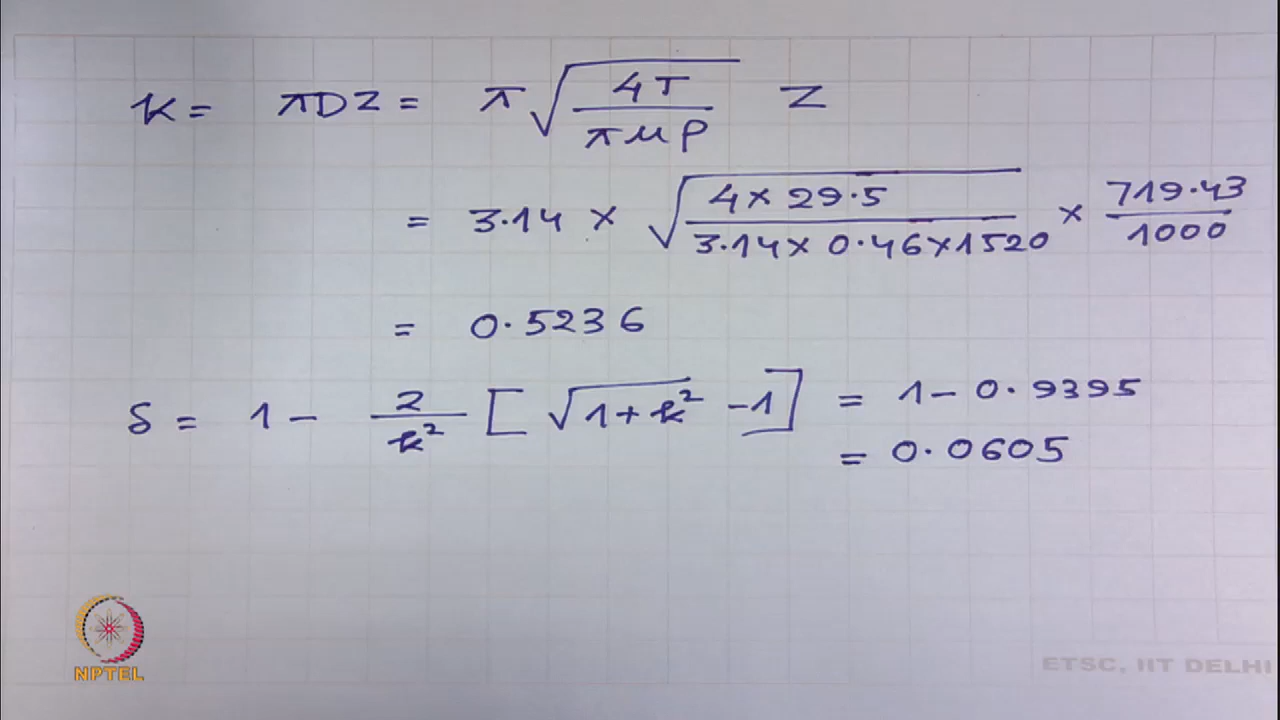 k = πDZ = π√(4T / πμρ) Z
= 3.14 × √(4 × 29.5 / 3.14 × 0.46 × 1520) × 719.43 / 1000
= 0.5236
δ = 1 - 2/k² [√(1+k²) - 1] = 1 - 0.9395
= 0.0605
NPTEL
ETSC, IIT DELHI